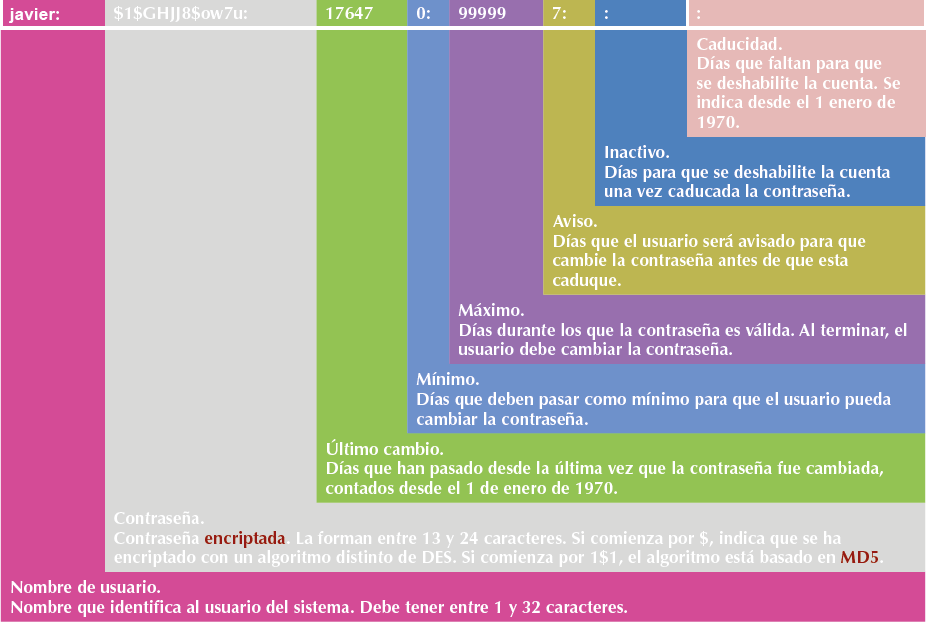 javier: $1$GHJJ8$ow7u: 17647 0: 99999 7: : :
Caducidad.
Días que faltan para que
se deshabilite la cuenta. Se
indica desde el 1 enero de
1970.
Inactivo.
Días para que se deshabilite la cuenta
una vez caducada la contraseña.
Aviso.
Días que el usuario será avisado para que
cambie la contraseña antes de que esta
caduque.
Máximo.
Días durante los que la contraseña es válida. Al terminar, el
usuario debe cambiar la contraseña.
Mínimo.
Días que deben pasar como mínimo para que el usuario pueda
cambiar la contraseña.
Último cambio.
Días que han pasado desde la última vez que la contraseña fue cambiada,
contados desde el 1 de enero de 1970.
Contraseña.
Contraseña encriptada. La forman entre 13 y 24 caracteres. Si comienza por $, indica que se ha
encriptado con un algoritmo distinto de DES. Si comienza por 1$1, el algoritmo está basado en MD5.
Nombre de usuario.
Nombre que identifica al usuario del sistema. Debe tener entre 1 y 32 caracteres.